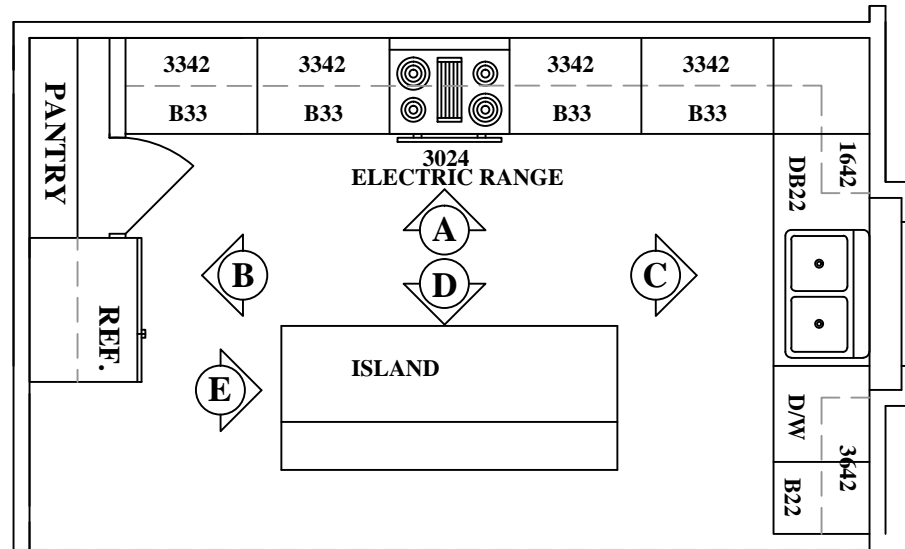 3342
3342
3342
3342
B33
B33
B33
B33
PANTRY
3024
ELECTRIC RANGE
1642
DB22
A
B
D
C
REF.
ISLAND
E
D/W
3642
B22